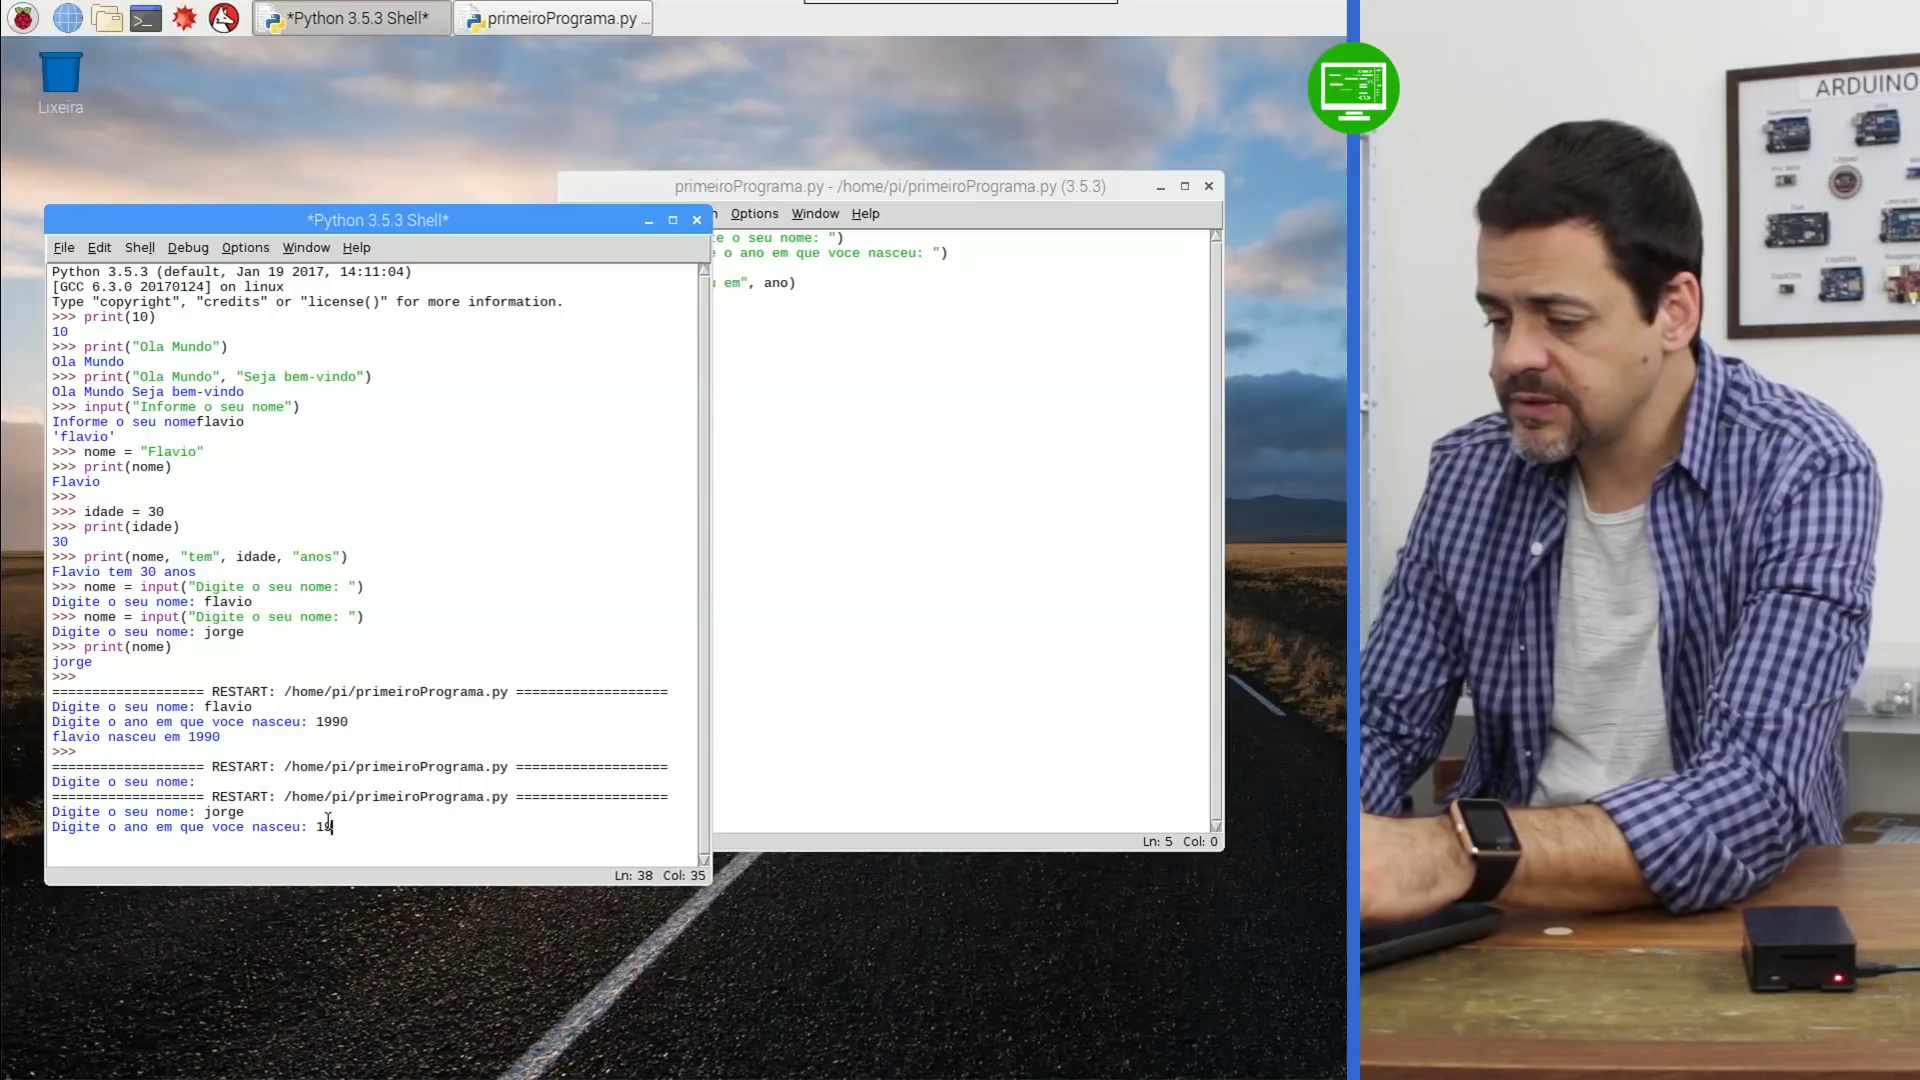 *Python 3.5.3 Shell*
primeiroPrograma.py ...
Lixeira
ARDUINO
primeiroPrograma.py - /home/pi/primeiroPrograma.py (3.5.3)
Options Window Help
e o seu nome: ")
o ano em que voce nasceu: ")
em", ano)
Ln: 5 Col: 0
*Python 3.5.3 Shell*
File Edit Shell Debug Options Window Help
Python 3.5.3 (default, Jan 19 2017, 14:11:04)
[GCC 6.3.0 20170124] on linux
Type "copyright", "credits" or "license()" for more information.
>>> print(10)
10
>>> print("Ola Mundo")
Ola Mundo
>>> print("Ola Mundo", "Seja bem-vindo")
Ola Mundo Seja bem-vindo
>>> input("Informe o seu nome")
Informe o seu nomeflavio
'flavio'
>>> nome = "Flavio"
>>> print(nome)
Flavio
>>>
>>> idade = 30
>>> print(idade)
30
>>> print(nome, "tem", idade, "anos")
Flavio tem 30 anos
>>> nome = input("Digite o seu nome: ")
Digite o seu nome: flavio
>>> nome = input("Digite o seu nome: ")
Digite o seu nome: jorge
>>> print(nome)
jorge
>>>
=================== RESTART: /home/pi/primeiroPrograma.py ===================
Digite o seu nome: flavio
Digite o ano em que voce nasceu: 1990
flavio nasceu em 1990
>>>
=================== RESTART: /home/pi/primeiroPrograma.py ===================
Digite o seu nome:
=================== RESTART: /home/pi/primeiroPrograma.py ===================
Digite o seu nome: jorge
Digite o ano em que voce nasceu: 19
Ln: 38 Col: 35